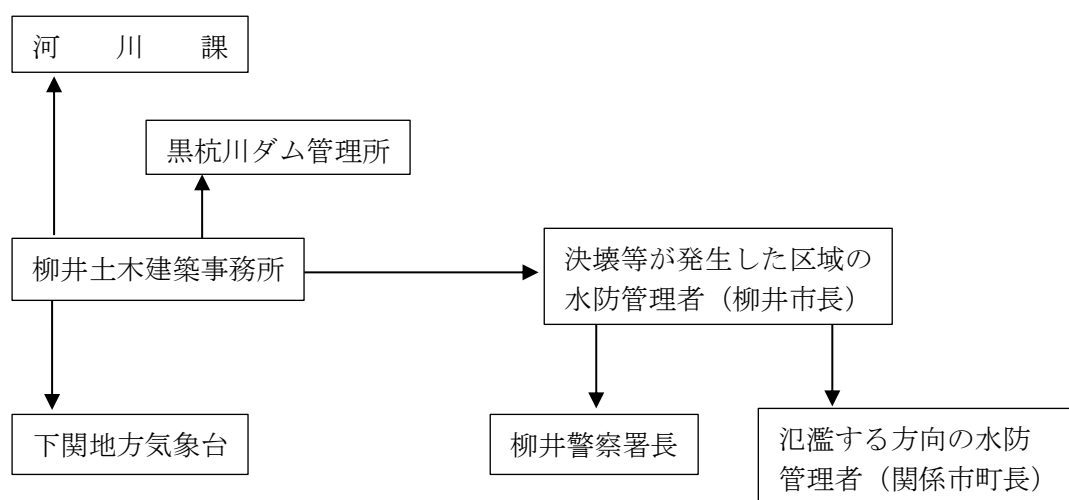 河　　川　　課
黒杭川ダム管理所
柳井土木建築事務所
決壊等が発生した区域の
水防管理者（柳井市長）
下関地方気象台
柳井警察署長
氾濫する方向の水防
管理者（関係市町長）